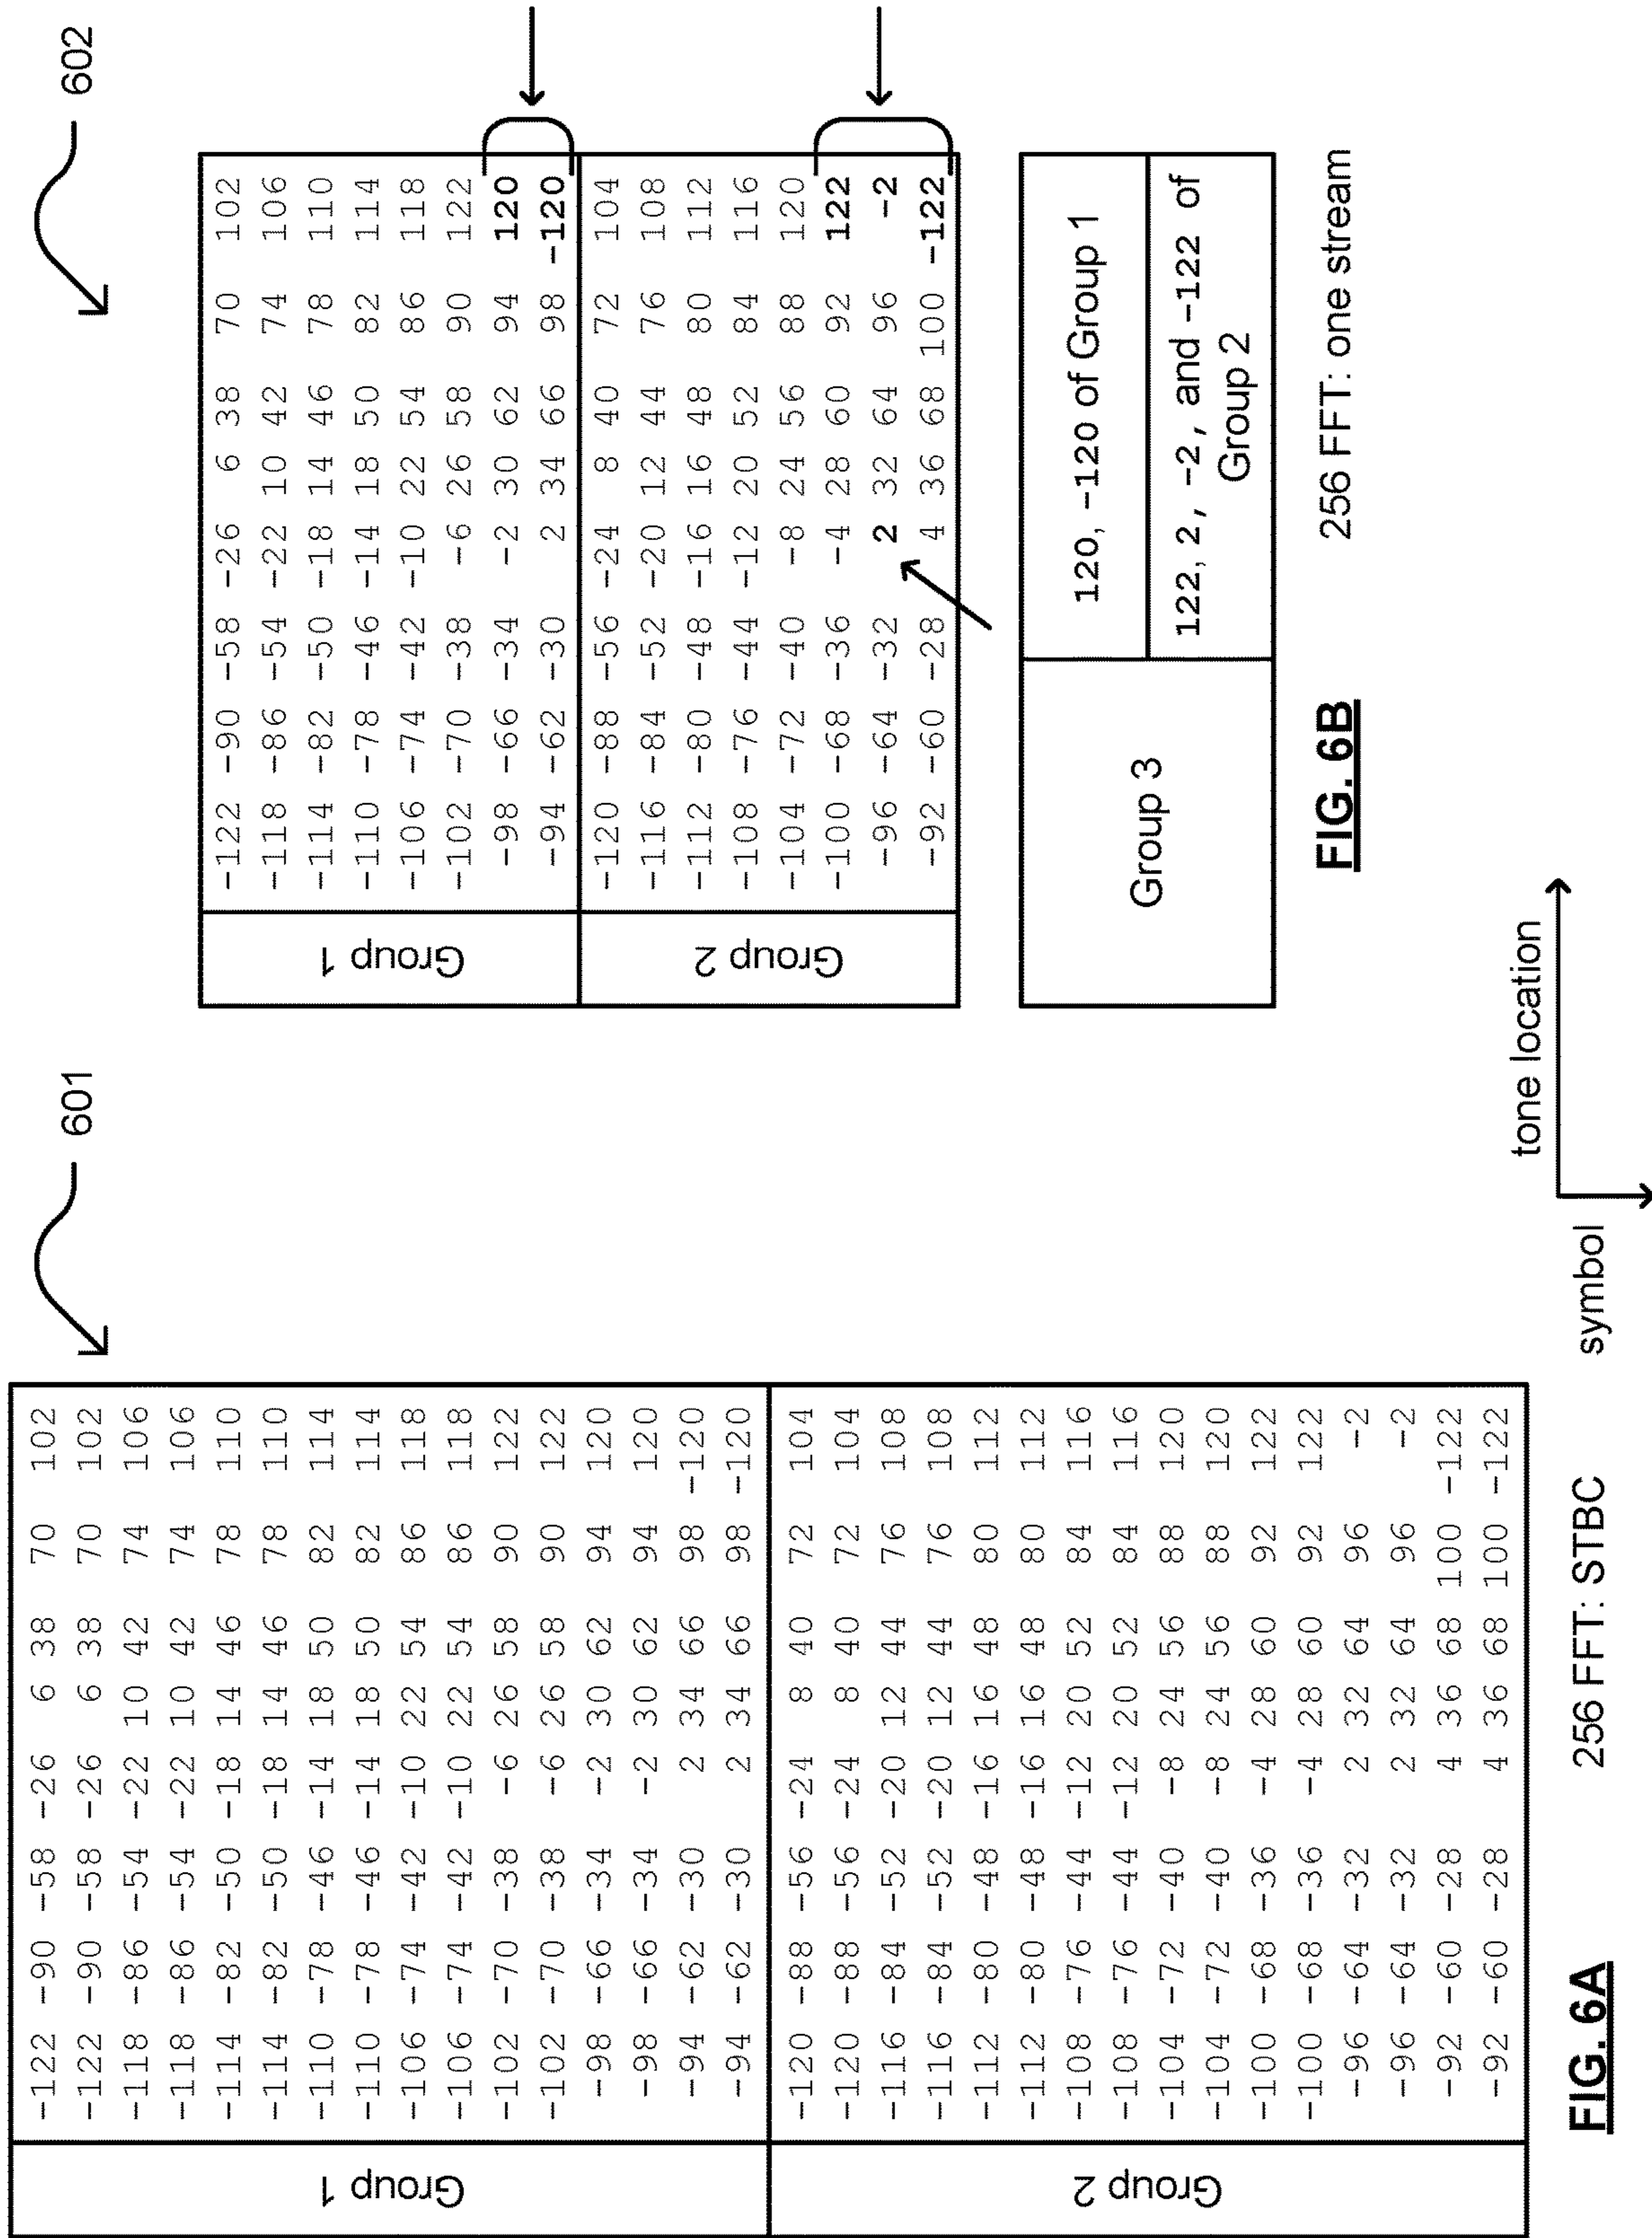 601
Group 1
-122 -90 -58 -26 6 38 70 102
-122 -90 -58 -26 6 38 70 102
-118 -86 -54 -22 10 42 74 106
-118 -86 -54 -22 10 42 74 106
-114 -82 -50 -18 14 46 78 110
-114 -82 -50 -18 14 46 78 110
-110 -78 -46 -14 18 50 82 114
-110 -78 -46 -14 18 50 82 114
-106 -74 -42 -10 22 54 86 118
-106 -74 -42 -10 22 54 86 118
-102 -70 -38 -6 26 58 90 122
-102 -70 -38 -6 26 58 90 122
-98 -66 -34 -2 30 62 94 120
-98 -66 -34 -2 30 62 94 120
-94 -62 -30 2 34 66 98 -120
-94 -62 -30 2 34 66 98 -120
Group 2
-120 -88 -56 -24 8 40 72 104
-120 -88 -56 -24 8 40 72 104
-116 -84 -52 -20 12 44 76 108
-116 -84 -52 -20 12 44 76 108
-112 -80 -48 -16 16 48 80 112
-112 -80 -48 -16 16 48 80 112
-108 -76 -44 -12 20 52 84 116
-108 -76 -44 -12 20 52 84 116
-104 -72 -40 -8 24 56 88 120
-104 -72 -40 -8 24 56 88 120
-100 -68 -36 -4 28 60 92 122
-100 -68 -36 -4 28 60 92 122
-96 -64 -32 2 32 64 96 -2
-96 -64 -32 2 32 64 96 -2
-92 -60 -28 4 36 68 100 -122
-92 -60 -28 4 36 68 100 -122
FIG. 6A
256 FFT: STBC
symbol
tone location
602
Group 1
-122 -90 -58 -26 6 38 70 102
-118 -86 -54 -22 10 42 74 106
-114 -82 -50 -18 14 46 78 110
-110 -78 -46 -14 18 50 82 114
-106 -74 -42 -10 22 54 86 118
-102 -70 -38 -6 26 58 90 122
-98 -66 -34 -2 30 62 94 120
-94 -62 -30 2 34 66 98 -120
Group 2
-120 -88 -56 -24 8 40 72 104
-116 -84 -52 -20 12 44 76 108
-112 -80 -48 -16 16 48 80 112
-108 -76 -44 -12 20 52 84 116
-104 -72 -40 -8 24 56 88 120
-100 -68 -36 -4 28 60 92 122
-96 -64 -32 2 32 64 96 -2
-92 -60 -28 4 36 68 100 -122
Group 3
120, -120 of Group 1
122, 2, -2, and -122 of
Group 2
FIG. 6B
256 FFT: one stream